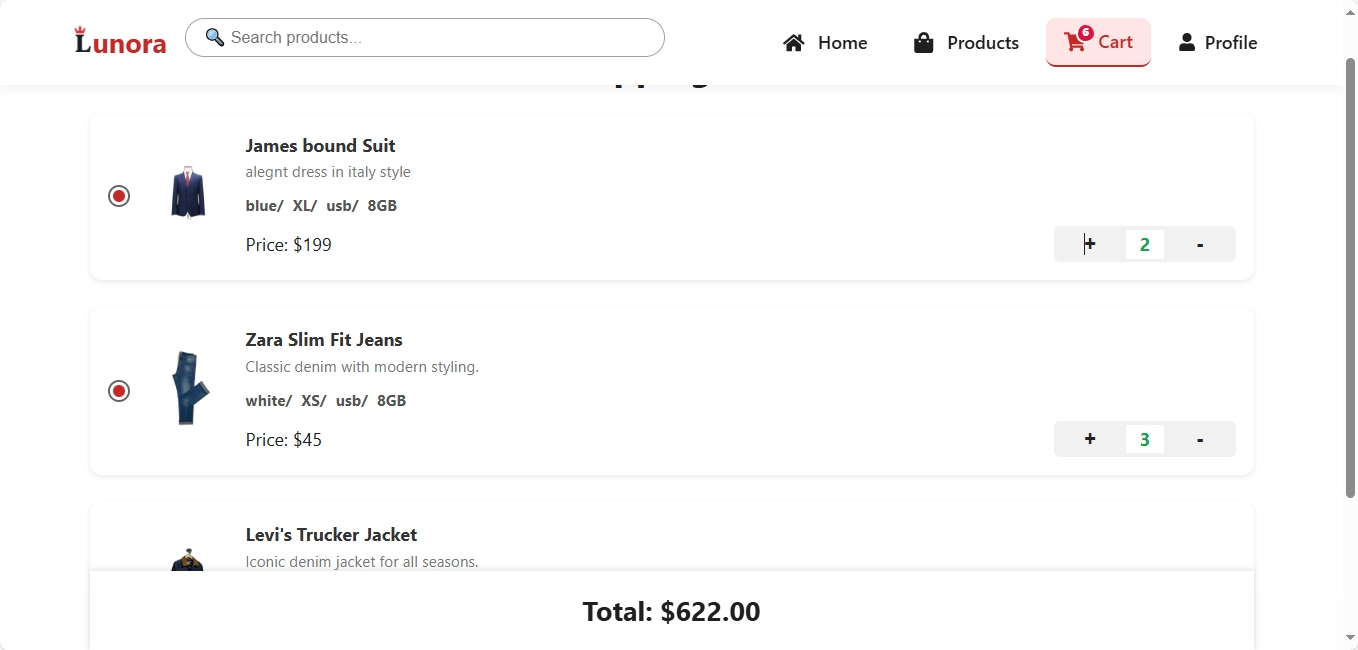 Lunora
Search products...
Home
Products
6
Cart
Profile
James bound Suit
alegnt dress in italy style
blue/ XL/ usb/ 8GB
Price: $199
+ 2 -
Zara Slim Fit Jeans
Classic denim with modern styling.
white/ XS/ usb/ 8GB
Price: $45
+ 3 -
Levi's Trucker Jacket
Iconic denim jacket for all seasons.
Total: $622.00